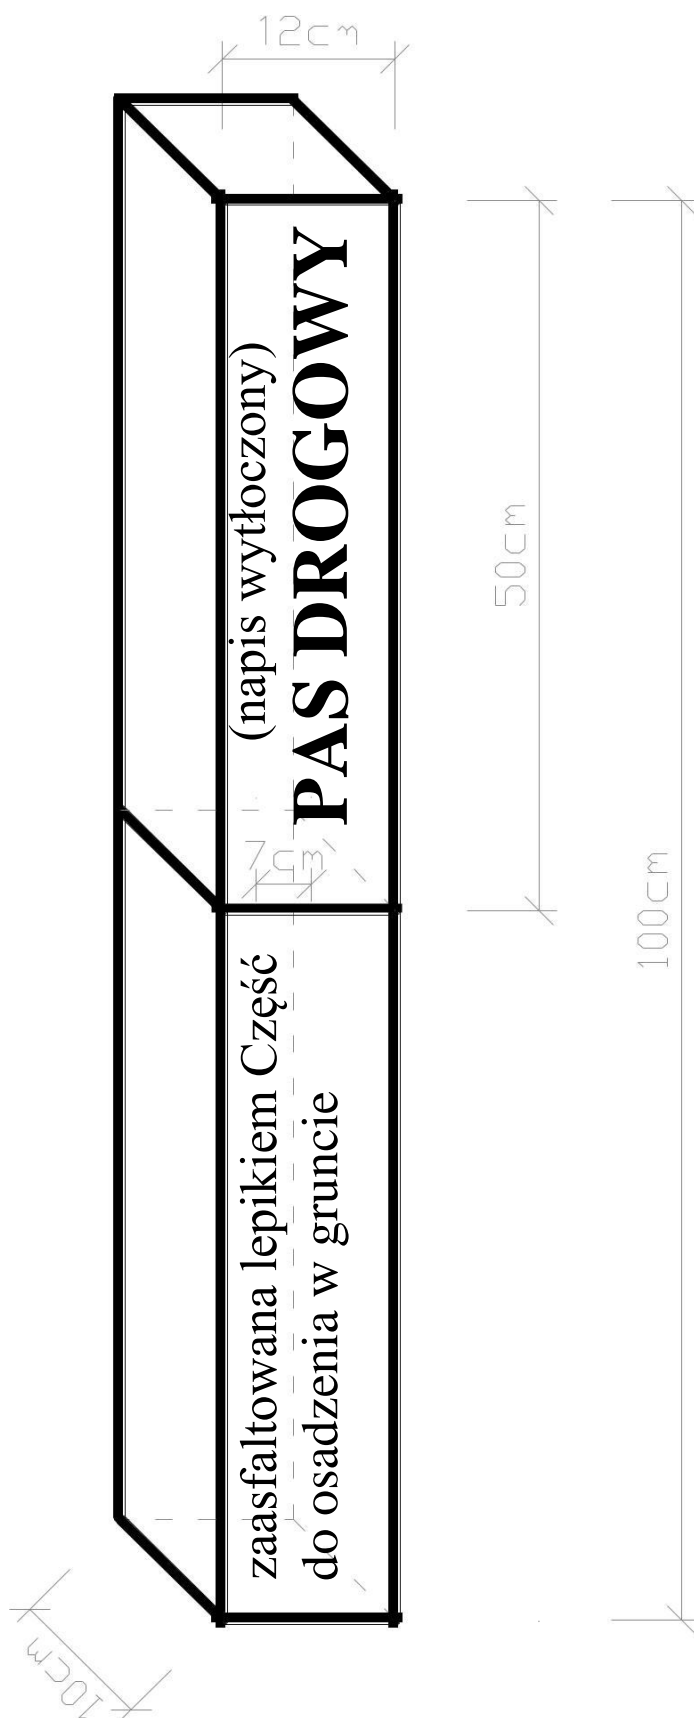 12cm
(napis wytłoczony)
PAS DROGOWY
50cm
7cm
100cm
zaasfaltowana lepikiem Część
do osadzenia w gruncie
10cm